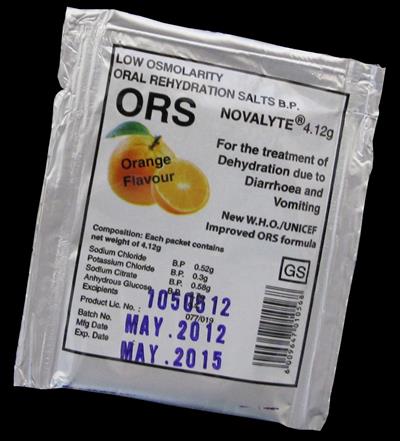 LOW OSMOLARITY
ORAL REHYDRATION SALTS B.P.
ORS NOVALYTE® 4.12g
Orange
Flavour
For the treatment of
Dehydration due to
Diarrhoea and
Vomiting
New W.H.O./UNICEF
Improved ORS formula
Composition: Each packet contains
net weight of 4.12g
Sodium Chloride B.P 0.52g
Potassium Chloride B.P. 0.3g
Sodium Citrate B.P. 0.58g
Anhydrous Glucose B.P.
Excipients
Product Lic. No. : 077/019
Batch No. 1050512
Mfg Date MAY.2012
Exp. Date MAY.2015
GS
6009647010568